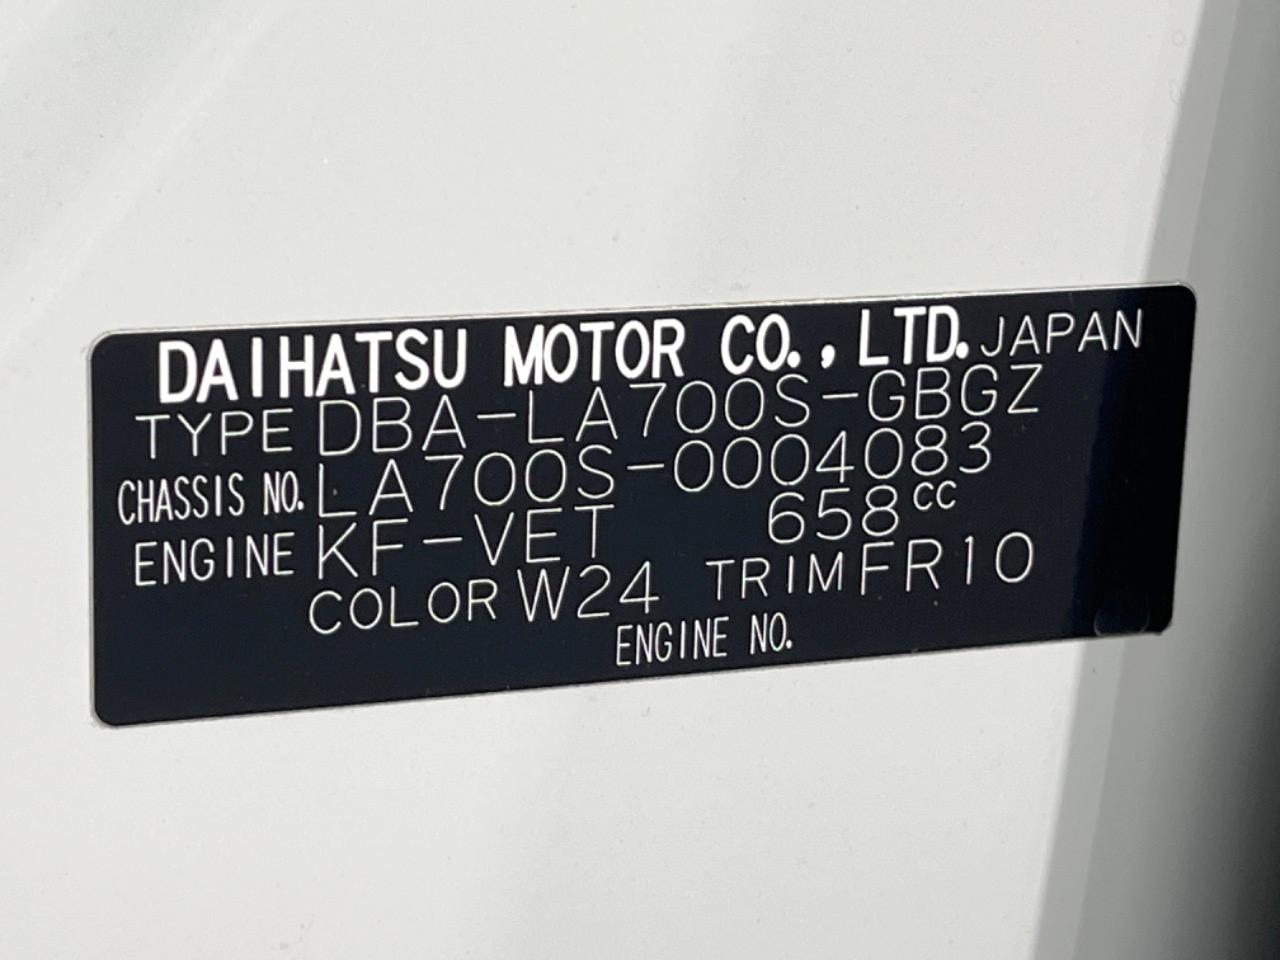 DAIHATSU MOTOR CO., LTD. JAPAN
TYPE DBA-LA700S-GBGZ
CHASSIS NO. LA700S-0004083
ENGINE KF-VET 658cc
COLOR W24 TRIM FR10
ENGINE NO.